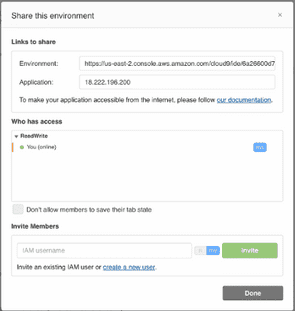 Share this environment
Links to share
Environment: https://us-east-2.console.aws.amazon.com/cloud9/ide/6a26600d7
Application: 18.222.196.200
To make your application accessible from the internet, please follow our documentation.
Who has access
ReadWrite
You (online) RW
Don't allow members to save their tab state
Invite Members
IAM username R RW Invite
Invite an existing IAM user or create a new user.
Done